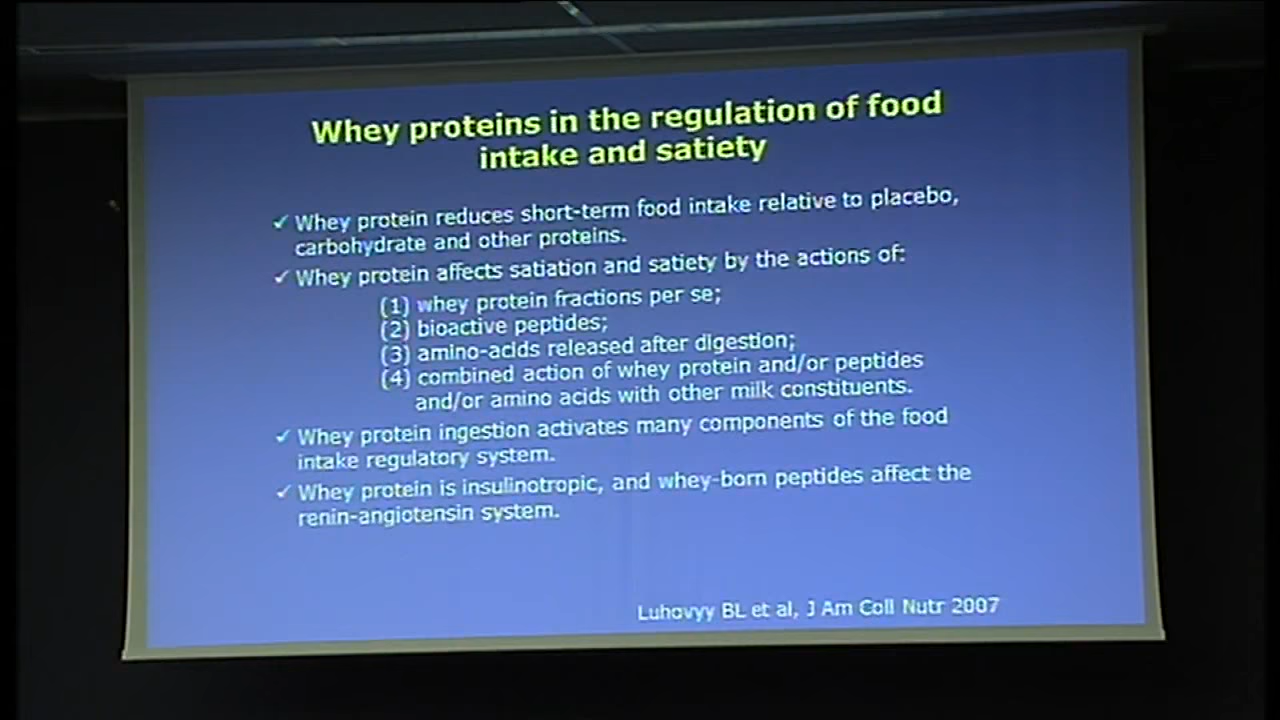 Whey proteins in the regulation of food
intake and satiety
✓ Whey protein reduces short-term food intake relative to placebo,
carbohydrate and other proteins.
✓ Whey protein affects satiation and satiety by the actions of:
(1) whey protein fractions per se;
(2) bioactive peptides;
(3) amino-acids released after digestion;
(4) combined action of whey protein and/or peptides
and/or amino acids with other milk constituents.
✓ Whey protein ingestion activates many components of the food
intake regulatory system.
✓ Whey protein is insulinotropic, and whey-born peptides affect the
renin-angiotensin system.
Luhovyy BL et al, J Am Coll Nutr 2007